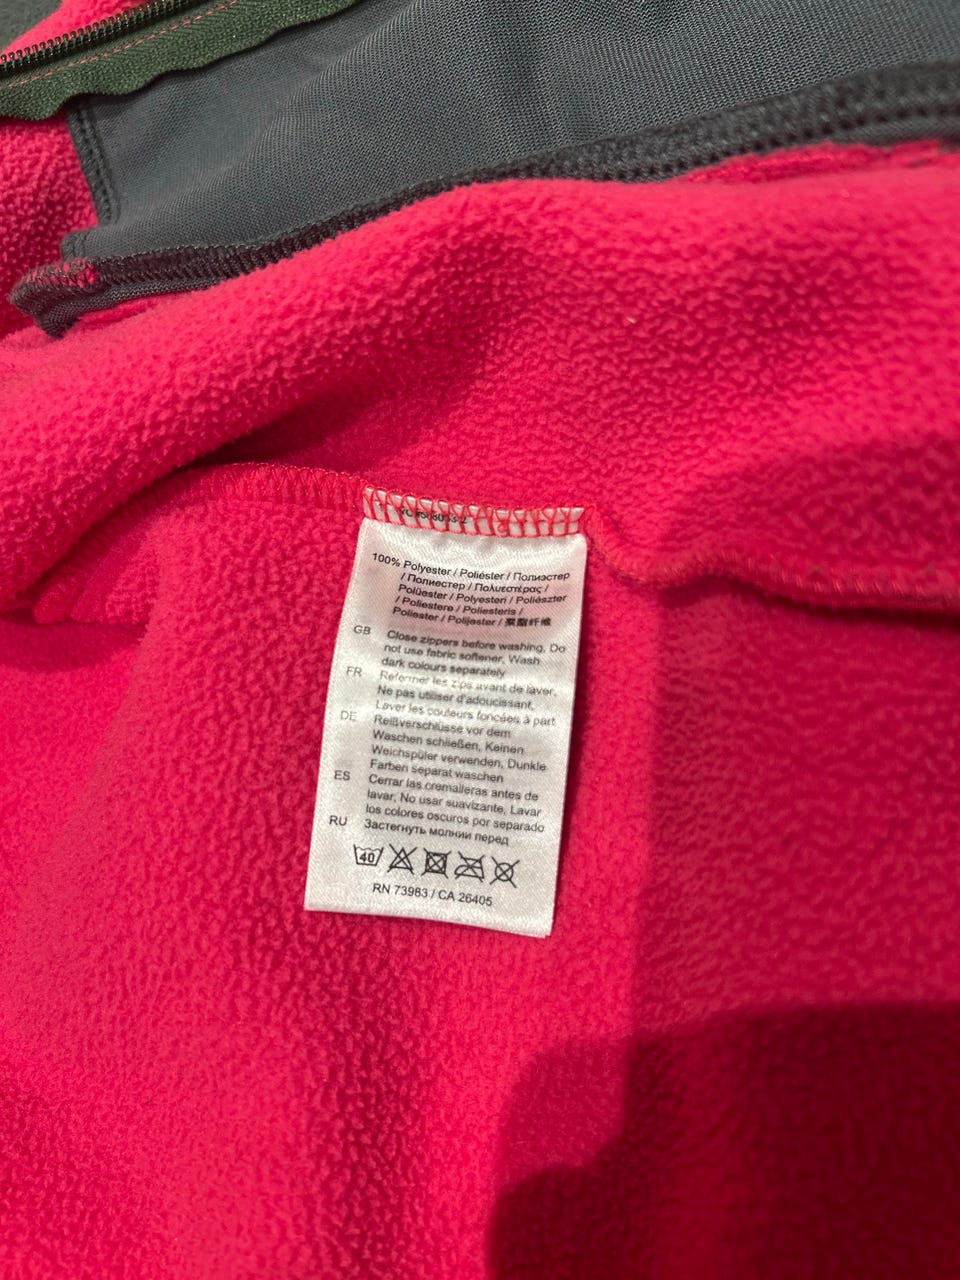 100% Polyester / Poliéster / Полиэстер
/ Полиестер / Πολυεστέρας /
Polüester / Polyesteri / Poliészter
/ Poliestere / Poliesteris /
Poliester / Polijester / 聚脂纤维
GB Close zippers before washing, Do
not use fabric softener, Wash
dark colours separately
FR Refermer les zips avant de laver,
Ne pas utiliser d'adoucissant,
Laver les couleurs foncées à part
DE Reißverschlüsse vor dem
Waschen schließen, Keinen
Weichspüler verwenden, Dunkle
Farben separat waschen
ES Cerrar las cremalleras antes de
lavar, No usar suavizante, Lavar
los colores oscuros por separado
RU Застегнуть молнии перед
40
RN 73983 / CA 26405